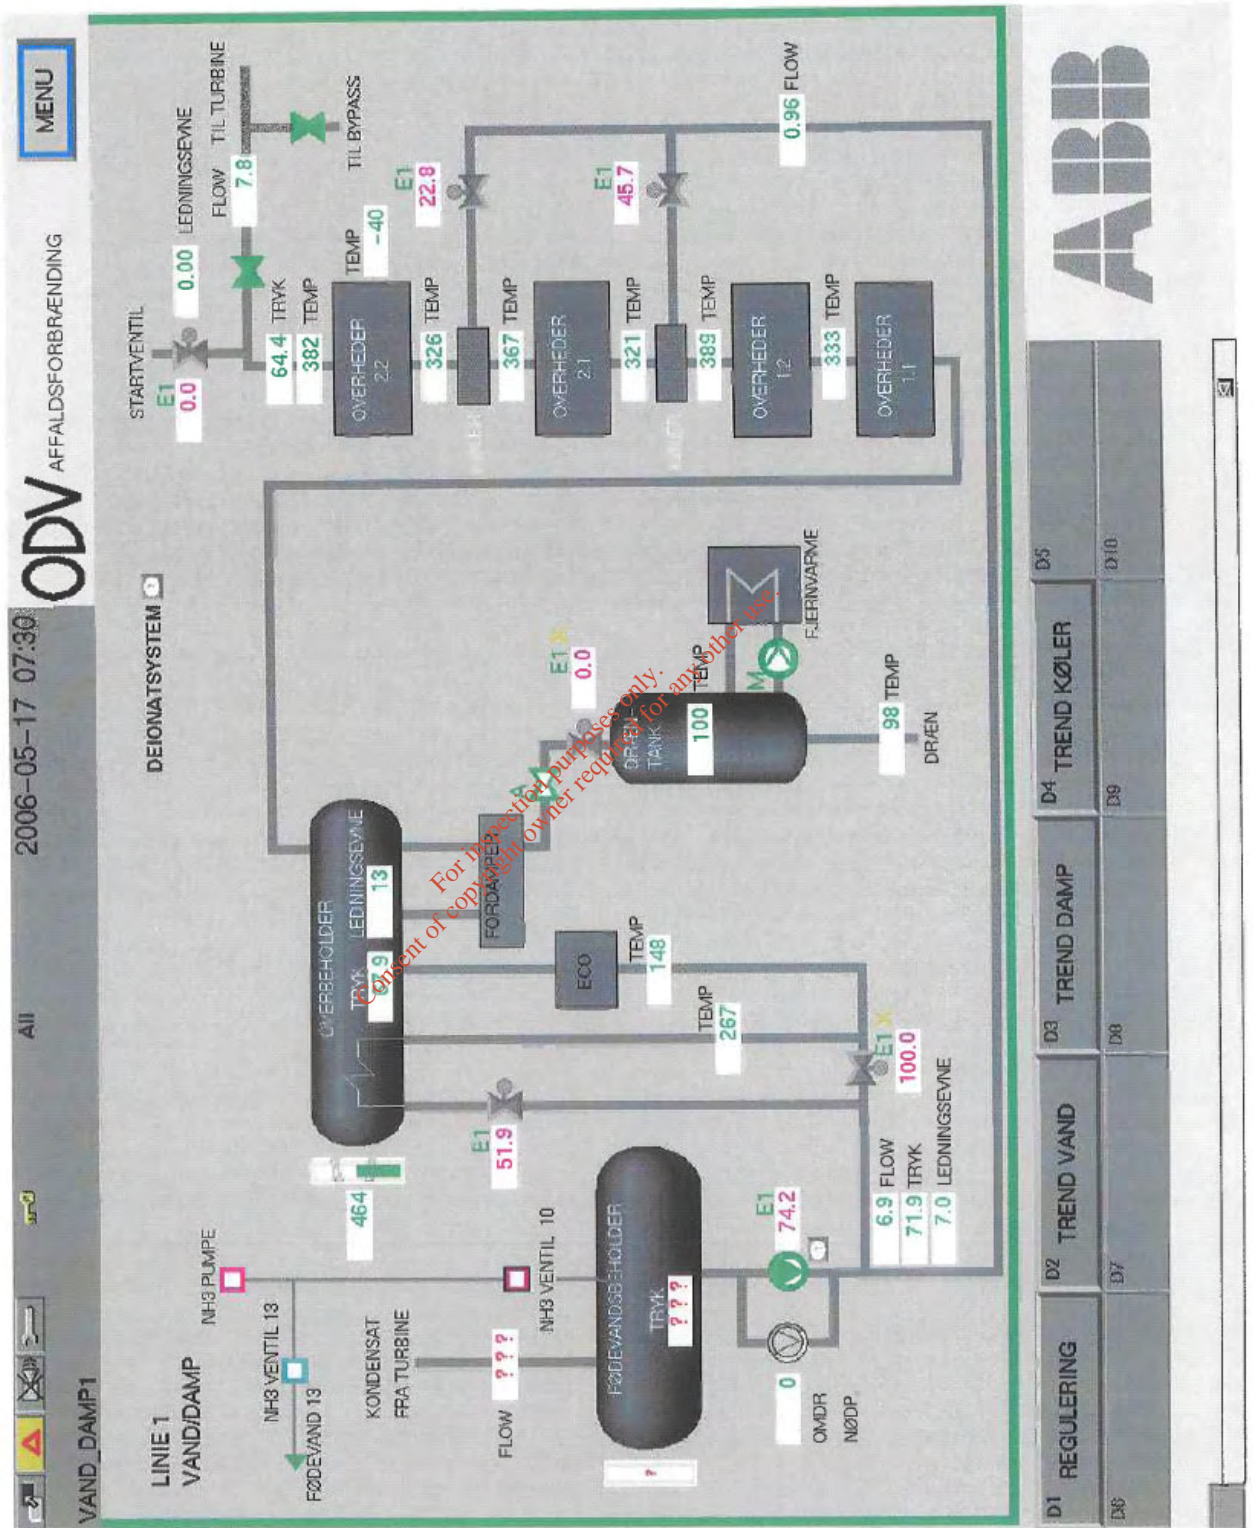 All
2006-05-17 07:30
ODV AFFALDSFORBRÆNDING
MENU
VAND_DAMP1
LINIE 1
VAND/DAMP
DEIONATSYSTEM
NH3 PUMPE
NH3 VENTIL 13
FØDEVAND 13
KONDENSAT
FRA TURBINE
FLOW
? ? ?
NH3 VENTIL 10
FØDEVANDSBEHOLDER
TRYK
? ? ?
?
0
OMDR
NØDP.
E1
74.2
6.9 FLOW
71.9 TRYK
7.0 LEDNINGSEVNE
464
OVERBEHOLDER
TRYK
LEDNINGSEVNE
13
E1
51.9
E1 X
100.0
TEMP
267
ECO
TEMP
148
FORDAMPER
A
E1 X
0.0
DRÆN-
TANK
100
TEMP
M
FJERNVARME
98 TEMP
DRÆN
STARTVENTIL
E1
0.0
0.00 LEDNINGSEVNE
FLOW
7.8
TIL TURBINE
TIL BYPASS
64.4 TRYK
382 TEMP
OVERHEDER
2.2
TEMP
-40
326 TEMP
E1
22.8
367 TEMP
OVERHEDER
2.1
321 TEMP
E1
45.7
389 TEMP
OVERHEDER
1.2
333 TEMP
OVERHEDER
1.1
0.96 FLOW
D1 REGULERING
D2 TREND VAND
D3 TREND DAMP
D4 TREND KØLER
D5
D6
D7
D8
D9
D10
ABB
For inspection purposes only.
Consent of copyright owner required for any other use.